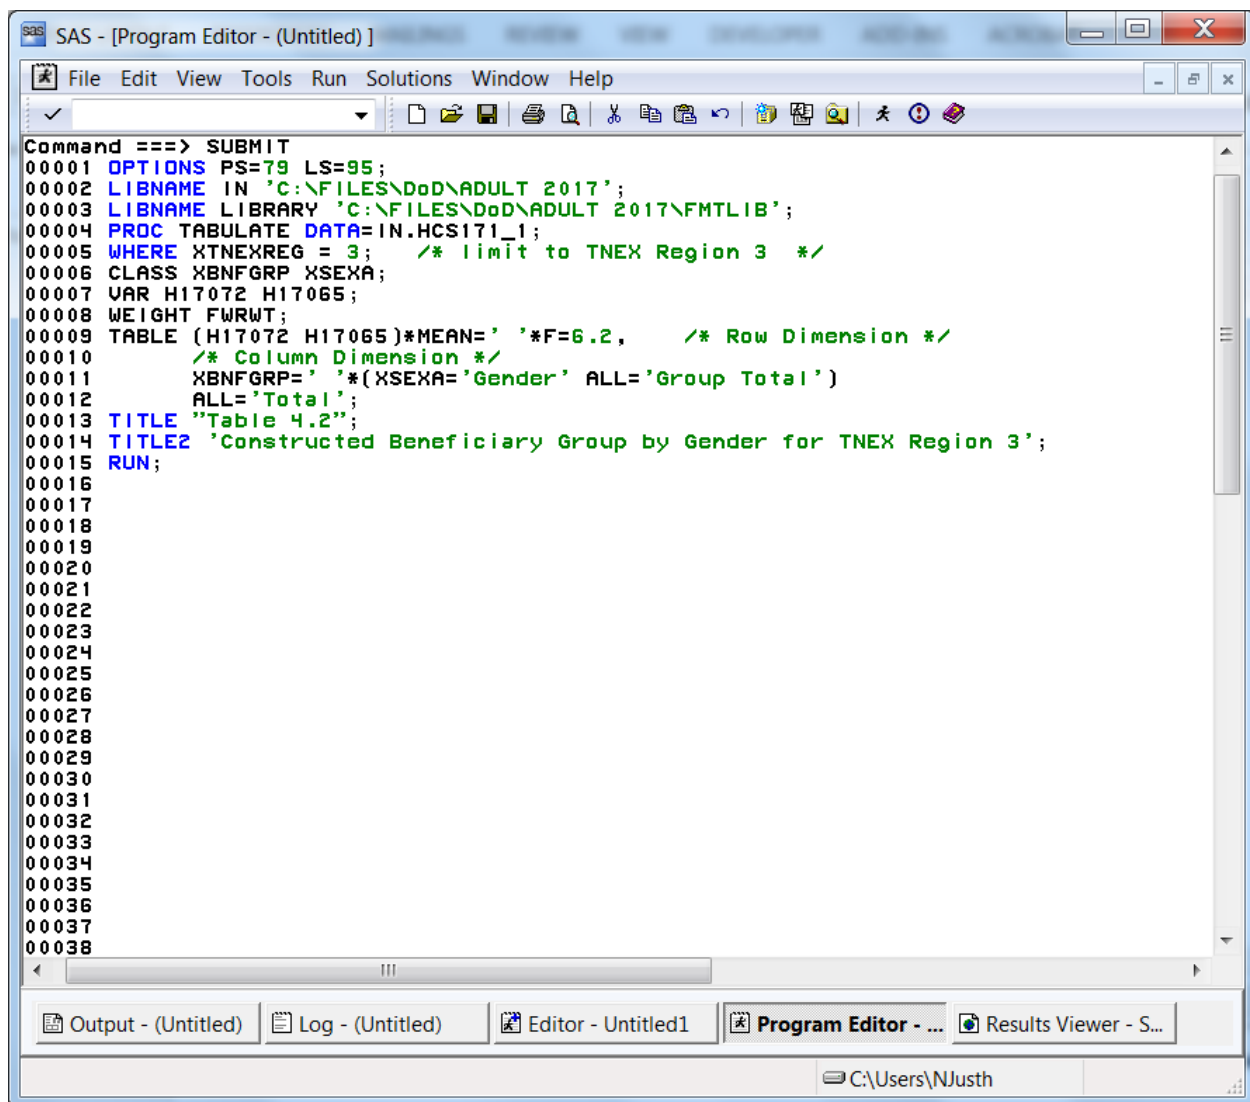 sas SAS - [Program Editor - (Untitled) ] MAILINGS REVIEW VIEW DEVELOPER ADD-INS
File Edit View Tools Run Solutions Window Help
Command ===> SUBMIT
00001 OPTIONS PS=79 LS=95;
00002 LIBNAME IN 'C:\FILES\DoD\ADULT 2017';
00003 LIBNAME LIBRARY 'C:\FILES\DoD\ADULT 2017\FMTLIB';
00004 PROC TABULATE DATA=IN.HCS171_1;
00005 WHERE XTNEXREG = 3;   /* limit to TNEX Region 3  */
00006 CLASS XBNFGRP XSEXA;
00007 VAR H17072 H17065;
00008 WEIGHT FWRWT;
00009 TABLE (H17072 H17065)*MEAN=' '*F=6.2,    /* Row Dimension */
00010       /* Column Dimension */
00011       XBNFGRP=' '*(XSEXA='Gender' ALL='Group Total')
00012       ALL='Total';
00013 TITLE "Table 4.2";
00014 TITLE2 'Constructed Beneficiary Group by Gender for TNEX Region 3';
00015 RUN;
00016
00017
00018
00019
00020
00021
00022
00023
00024
00025
00026
00027
00028
00029
00030
00031
00032
00033
00034
00035
00036
00037
00038
Output - (Untitled) Log - (Untitled) Editor - Untitled1 Program Editor - ... Results Viewer - S...
C:\Users\NJusth